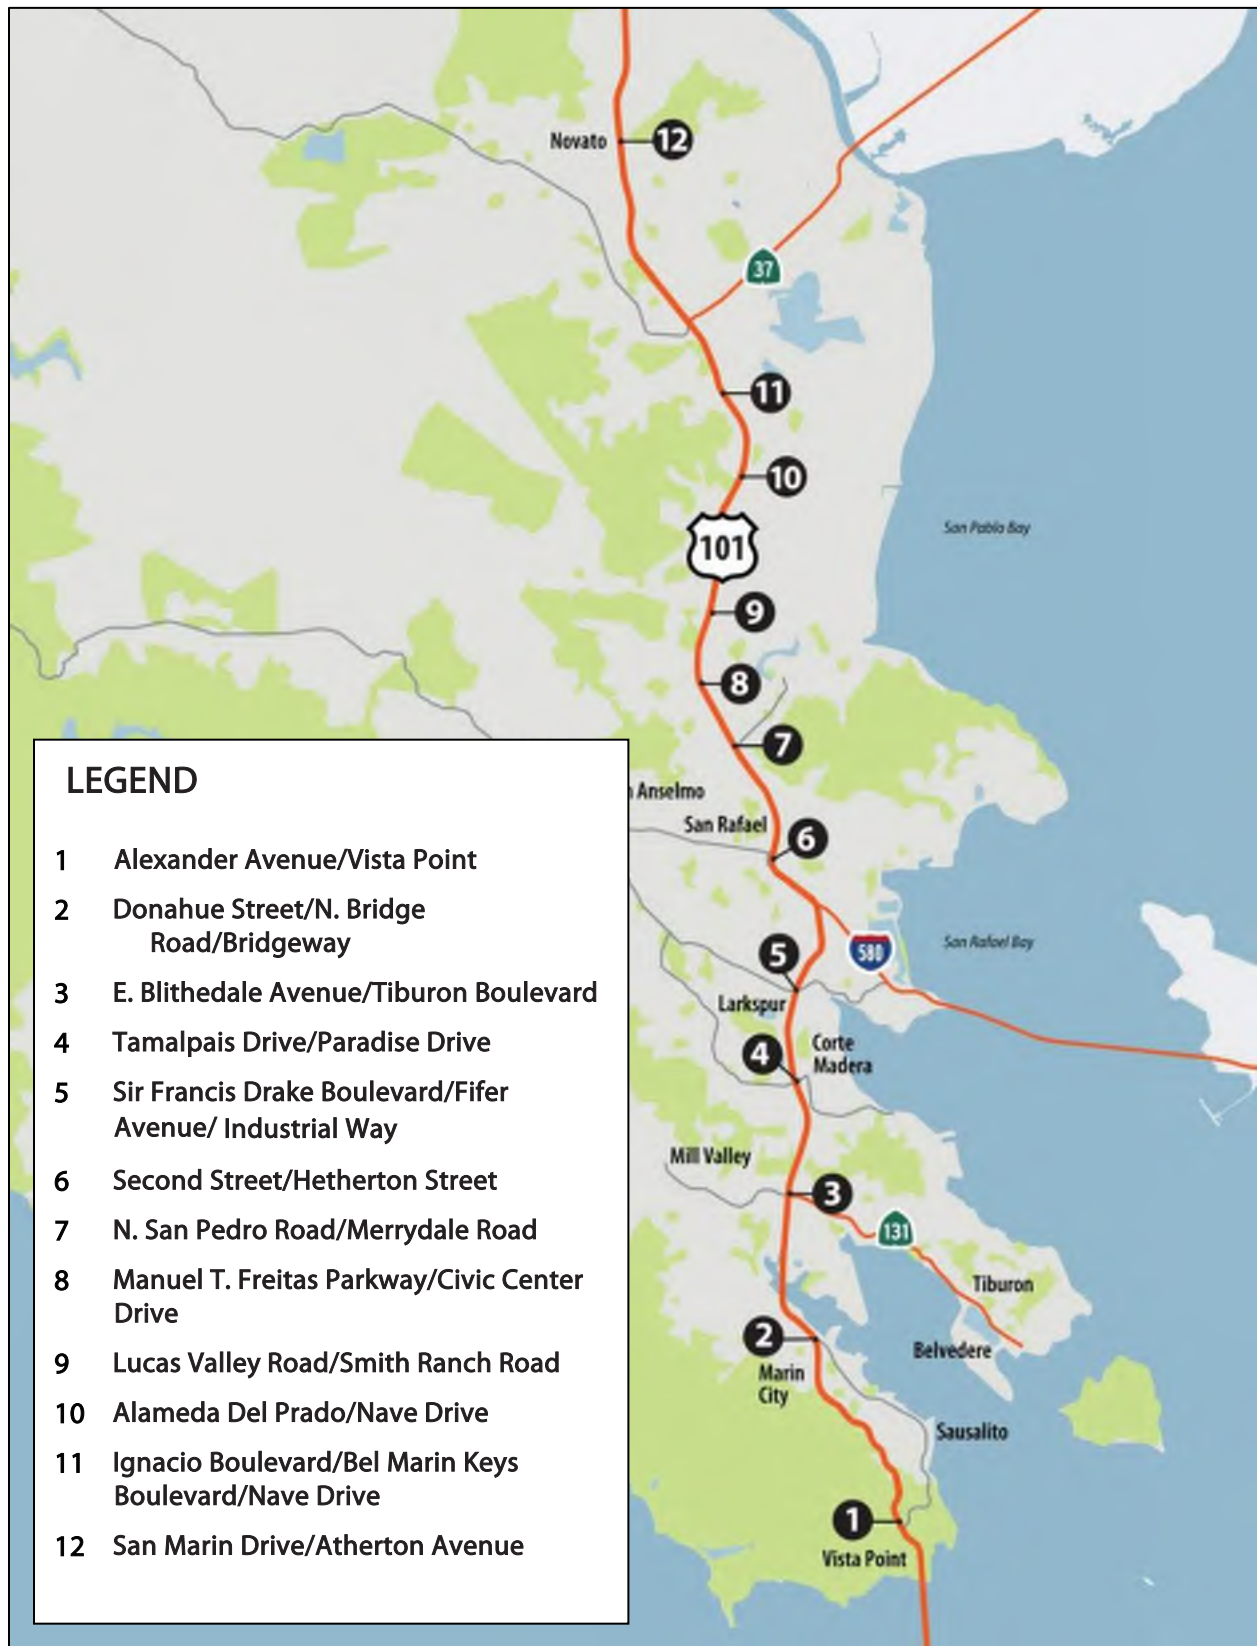 Novato
12
37
11
10
101
San Pablo Bay
9
8
7
Anselmo
San Rafael
6
San Rafael Bay
580
5
Larkspur
4
Corte
Madera
Mill Valley
3
131
Tiburon
2
Belvedere
Marin
City
Sausalito
1
Vista Point
LEGEND
1 Alexander Avenue/Vista Point
2 Donahue Street/N. Bridge
Road/Bridgeway
3 E. Blithedale Avenue/Tiburon Boulevard
4 Tamalpais Drive/Paradise Drive
5 Sir Francis Drake Boulevard/Fifer
Avenue/ Industrial Way
6 Second Street/Hetherton Street
7 N. San Pedro Road/Merrydale Road
8 Manuel T. Freitas Parkway/Civic Center
Drive
9 Lucas Valley Road/Smith Ranch Road
10 Alameda Del Prado/Nave Drive
11 Ignacio Boulevard/Bel Marin Keys
Boulevard/Nave Drive
12 San Marin Drive/Atherton Avenue